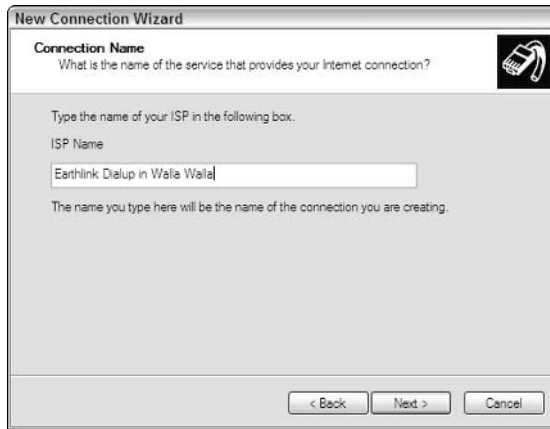 New Connection Wizard
Connection Name
What is the name of the service that provides your Internet connection?
Type the name of your ISP in the following box.
ISP Name
Earthlink Dialup in Walla Walla
The name you type here will be the name of the connection you are creating.
< Back Next > Cancel